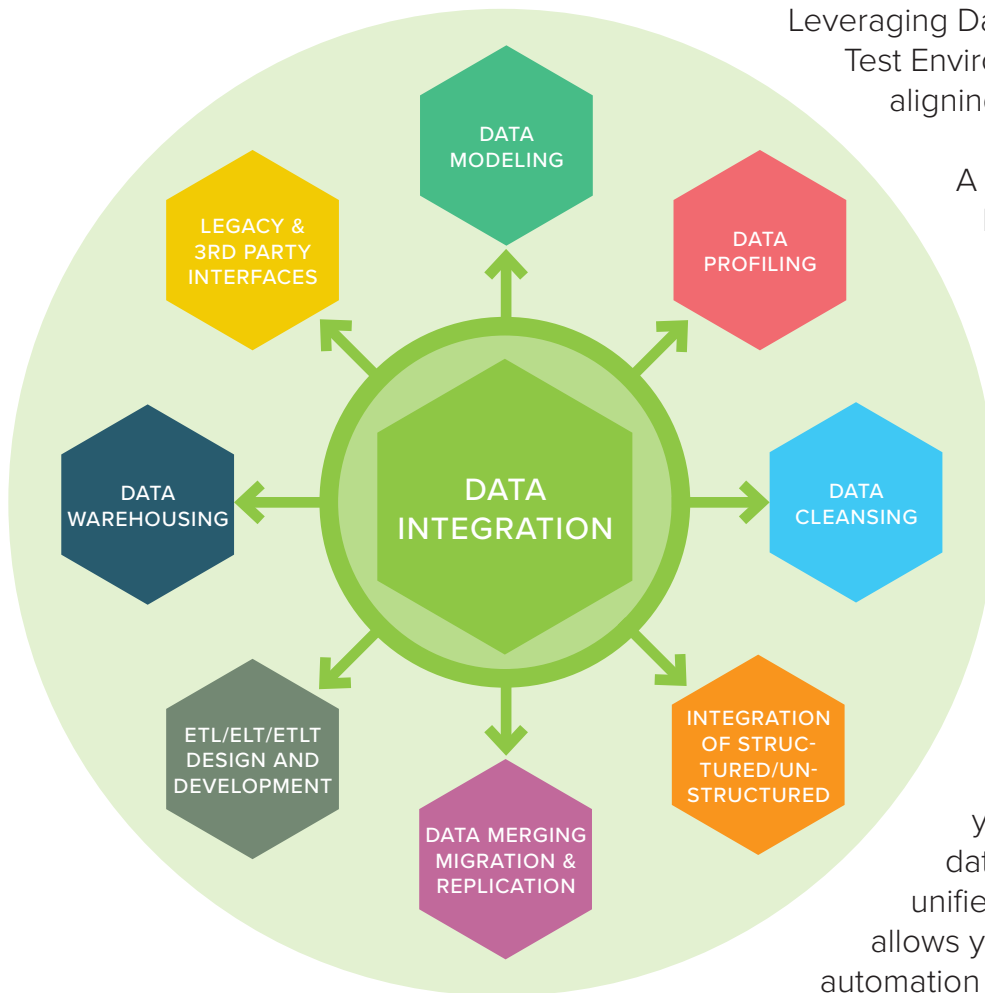 Leveraging Da
Test Enviro
aligning
A
DATA
MODELING
LEGACY &
3RD PARTY
INTERFACES
DATA
PROFILING
DATA
WAREHOUSING
DATA
INTEGRATION
DATA
CLEANSING
ETL/ELT/ETLT
DESIGN AND
DEVELOPMENT
INTEGRATION
OF STRUC-
TURED/UN-
STRUCTURED
DATA MERGING
MIGRATION &
REPLICATION
y
dat
unifie
allows y
automation